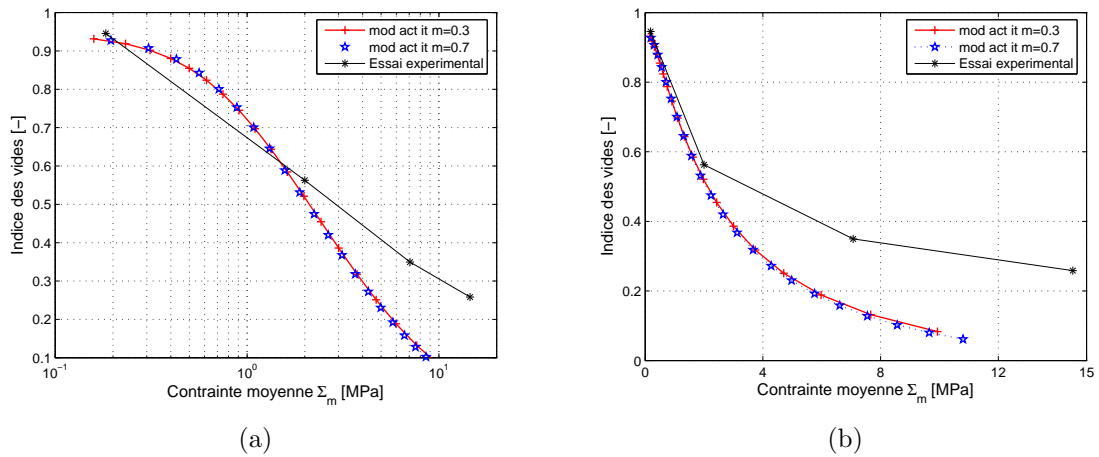 mod act it m=0.3
mod act it m=0.7
Essai experimental
Indice des vides [–]
1
0.9
0.8
0.7
0.6
0.5
0.4
0.3
0.2
0.1
10⁻¹
10⁰
10¹
Contrainte moyenne Σm [MPa]
(a)
mod act it m=0.3
mod act it m=0.7
Essai experimental
Indice des vides [–]
1
0.8
0.6
0.4
0.2
0
0
4
8
12
15
Contrainte moyenne Σm [MPa]
(b)